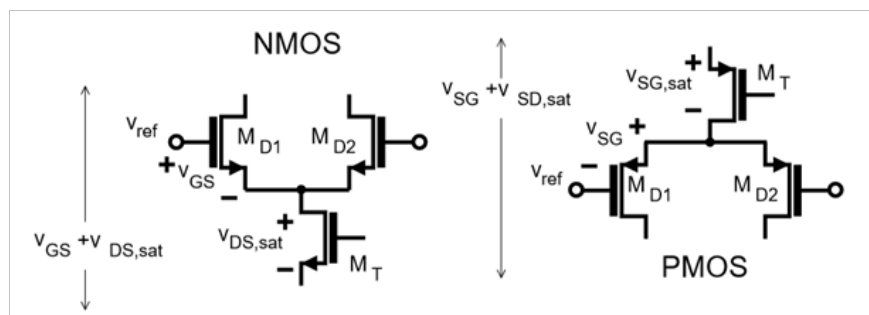 NMOS
v_ref
M_D1
M_D2
+
v_GS
−
+
v_DS,sat
−
M_T
v_GS + v_DS,sat
v_SG + v_SD,sat
+
v_SG,sat
−
M_T
v_SG +
−
v_ref
M_D1
M_D2
PMOS